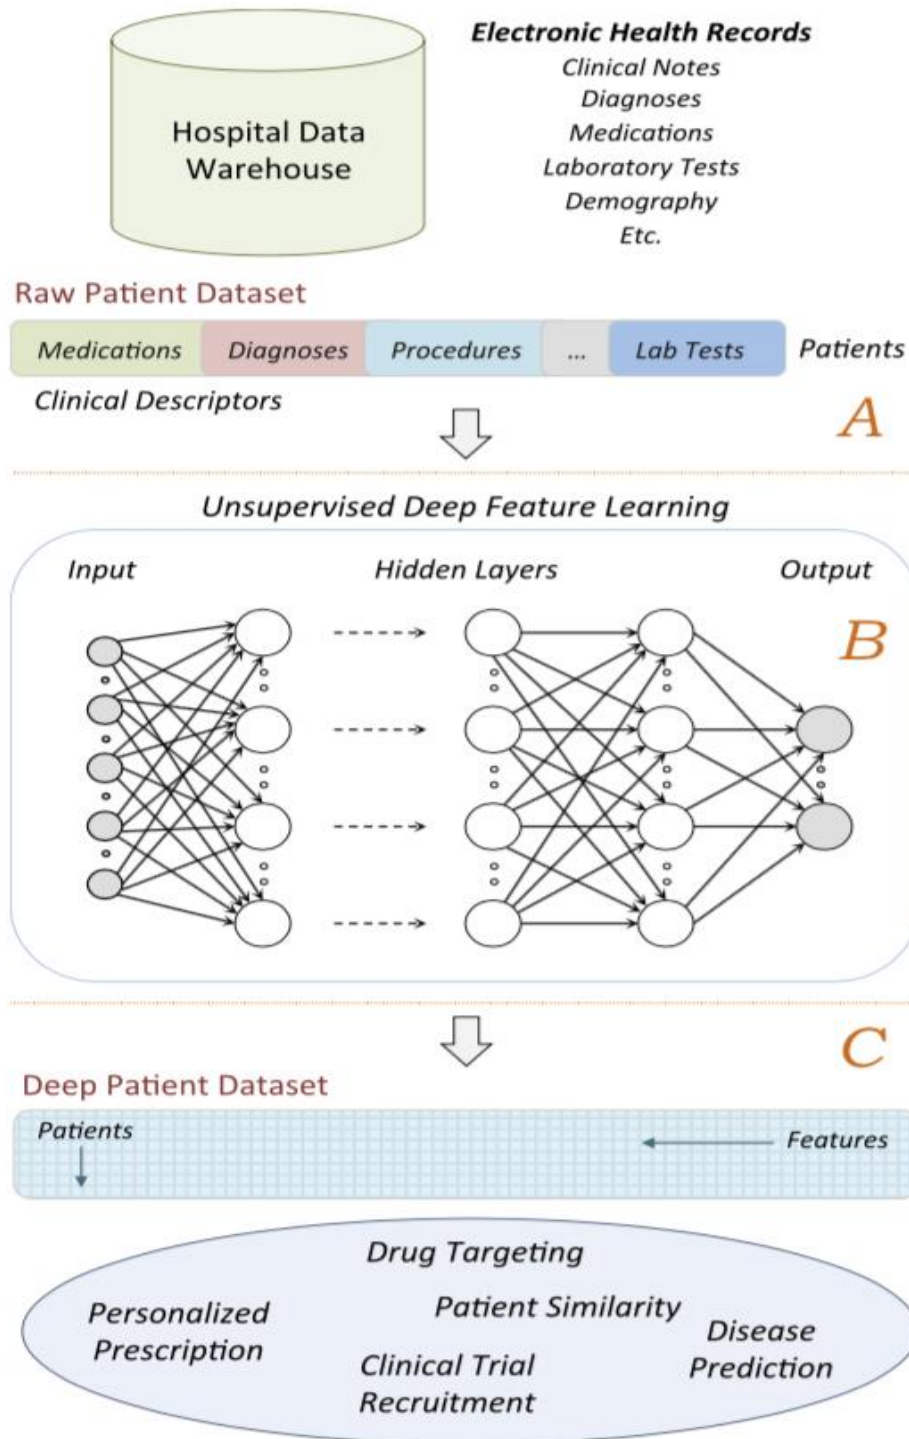 Electronic Health Records
Clinical Notes
Diagnoses
Medications
Laboratory Tests
Demography
Etc.
Hospital Data
Warehouse
Raw Patient Dataset
Medications
Diagnoses
Procedures
...
Lab Tests
Patients
Clinical Descriptors
A
Unsupervised Deep Feature Learning
Input
Hidden Layers
Output
B
C
Deep Patient Dataset
Patients
Features
Drug Targeting
Personalized
Prescription
Patient Similarity
Disease
Prediction
Clinical Trial
Recruitment